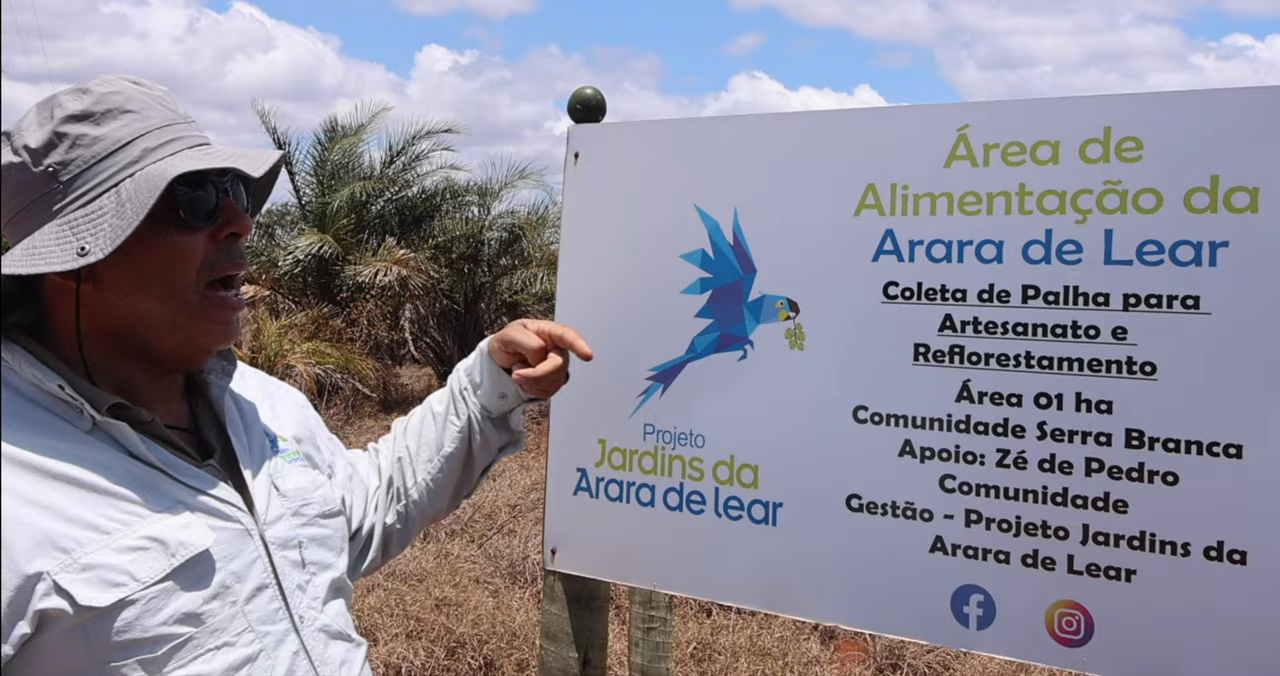 Área de
Alimentação da
Arara de Lear
Coleta de Palha para
Artesanato e
Reflorestamento
Área 01 ha
Comunidade Serra Branca
Apoio: Zé de Pedro
Comunidade
Gestão - Projeto Jardins da
Arara de Lear
Projeto
Jardins da
Arara de lear